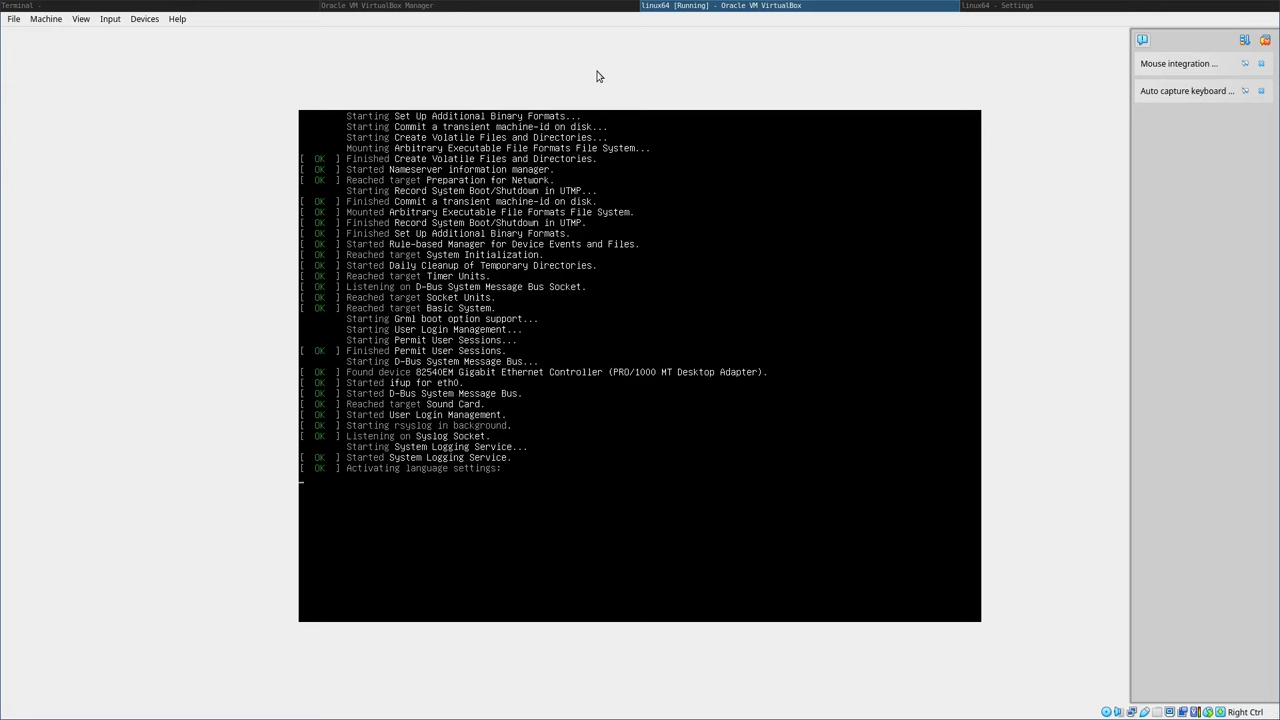 Terminal -
Oracle VM VirtualBox Manager
linux64 [Running] - Oracle VM VirtualBox
linux64 - Settings
File Machine View Input Devices Help
Mouse integration ...
Auto capture keyboard ...
Starting Set Up Additional Binary Formats...
Starting Commit a transient machine-id on disk...
Starting Create Volatile Files and Directories...
Mounting Arbitrary Executable File Formats File System...
[ OK ] Finished Create Volatile Files and Directories.
[ OK ] Started Nameserver information manager.
[ OK ] Reached target Preparation for Network.
Starting Record System Boot/Shutdown in UTMP...
[ OK ] Finished Commit a transient machine-id on disk.
[ OK ] Mounted Arbitrary Executable File Formats File System.
[ OK ] Finished Record System Boot/Shutdown in UTMP.
[ OK ] Finished Set Up Additional Binary Formats.
[ OK ] Started Rule-based Manager for Device Events and Files.
[ OK ] Reached target System Initialization.
[ OK ] Started Daily Cleanup of Temporary Directories.
[ OK ] Reached target Timer Units.
[ OK ] Listening on D-Bus System Message Bus Socket.
[ OK ] Reached target Socket Units.
[ OK ] Reached target Basic System.
Starting Grml boot option support...
Starting User Login Management...
Starting Permit User Sessions...
[ OK ] Finished Permit User Sessions.
Starting D-Bus System Message Bus...
[ OK ] Found device 82540EM Gigabit Ethernet Controller (PRO/1000 MT Desktop Adapter).
[ OK ] Started ifup for eth0.
[ OK ] Started D-Bus System Message Bus.
[ OK ] Reached target Sound Card.
[ OK ] Started User Login Management.
[ OK ] Starting rsyslog in background.
[ OK ] Listening on Syslog Socket.
Starting System Logging Service...
[ OK ] Started System Logging Service.
[ OK ] Activating language settings:
Right Ctrl